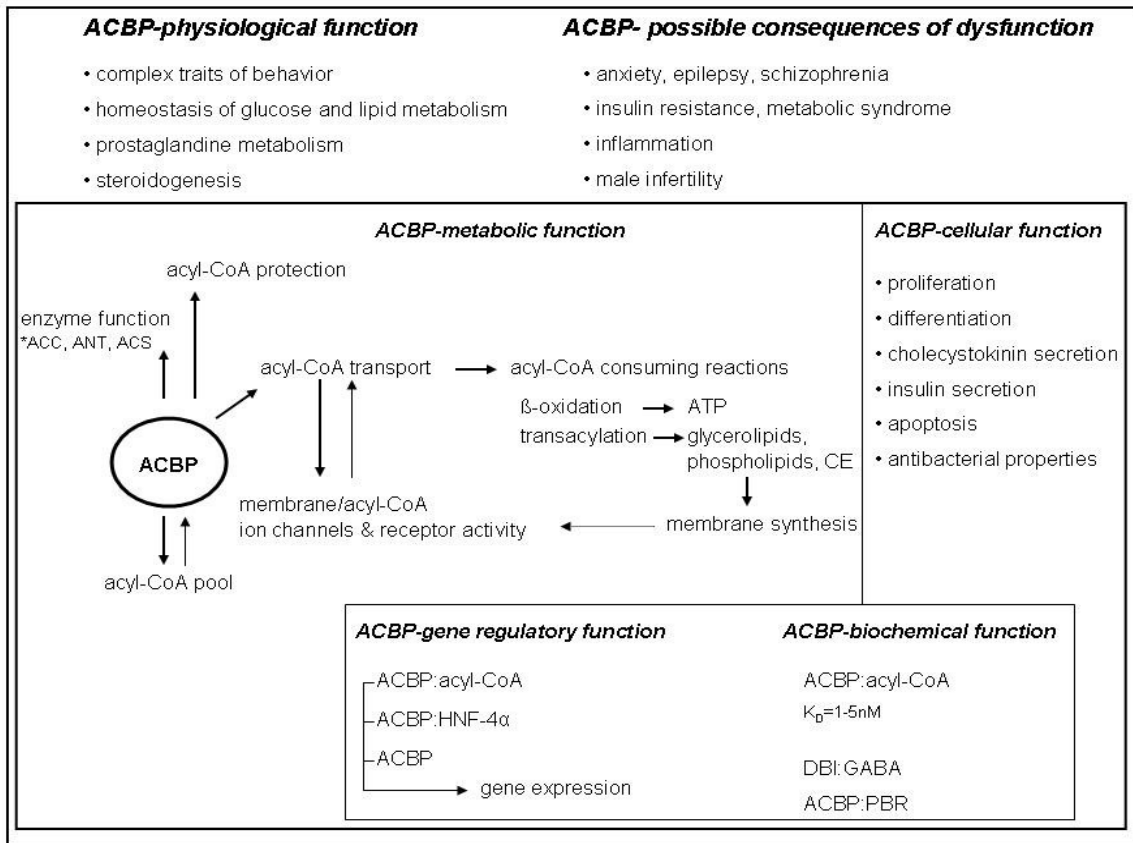 ACBP-physiological function
• complex traits of behavior
• homeostasis of glucose and lipid metabolism
• prostaglandine metabolism
• steroidogenesis
ACBP- possible consequences of dysfunction
• anxiety, epilepsy, schizophrenia
• insulin resistance, metabolic syndrome
• inflammation
• male infertility
ACBP-metabolic function
acyl-CoA protection
enzyme function
*ACC, ANT, ACS
acyl-CoA transport
acyl-CoA consuming reactions
ß-oxidation
ATP
transacylation
glycerolipids,
phospholipids, CE
ACBP
membrane/acyl-CoA
ion channels & receptor activity
membrane synthesis
acyl-CoA pool
ACBP-cellular function
• proliferation
• differentiation
• cholecystokinin secretion
• insulin secretion
• apoptosis
• antibacterial properties
ACBP-gene regulatory function
ACBP:acyl-CoA
ACBP:HNF-4α
ACBP
gene expression
ACBP-biochemical function
ACBP:acyl-CoA
K_D=1-5nM
DBI:GABA
ACBP:PBR